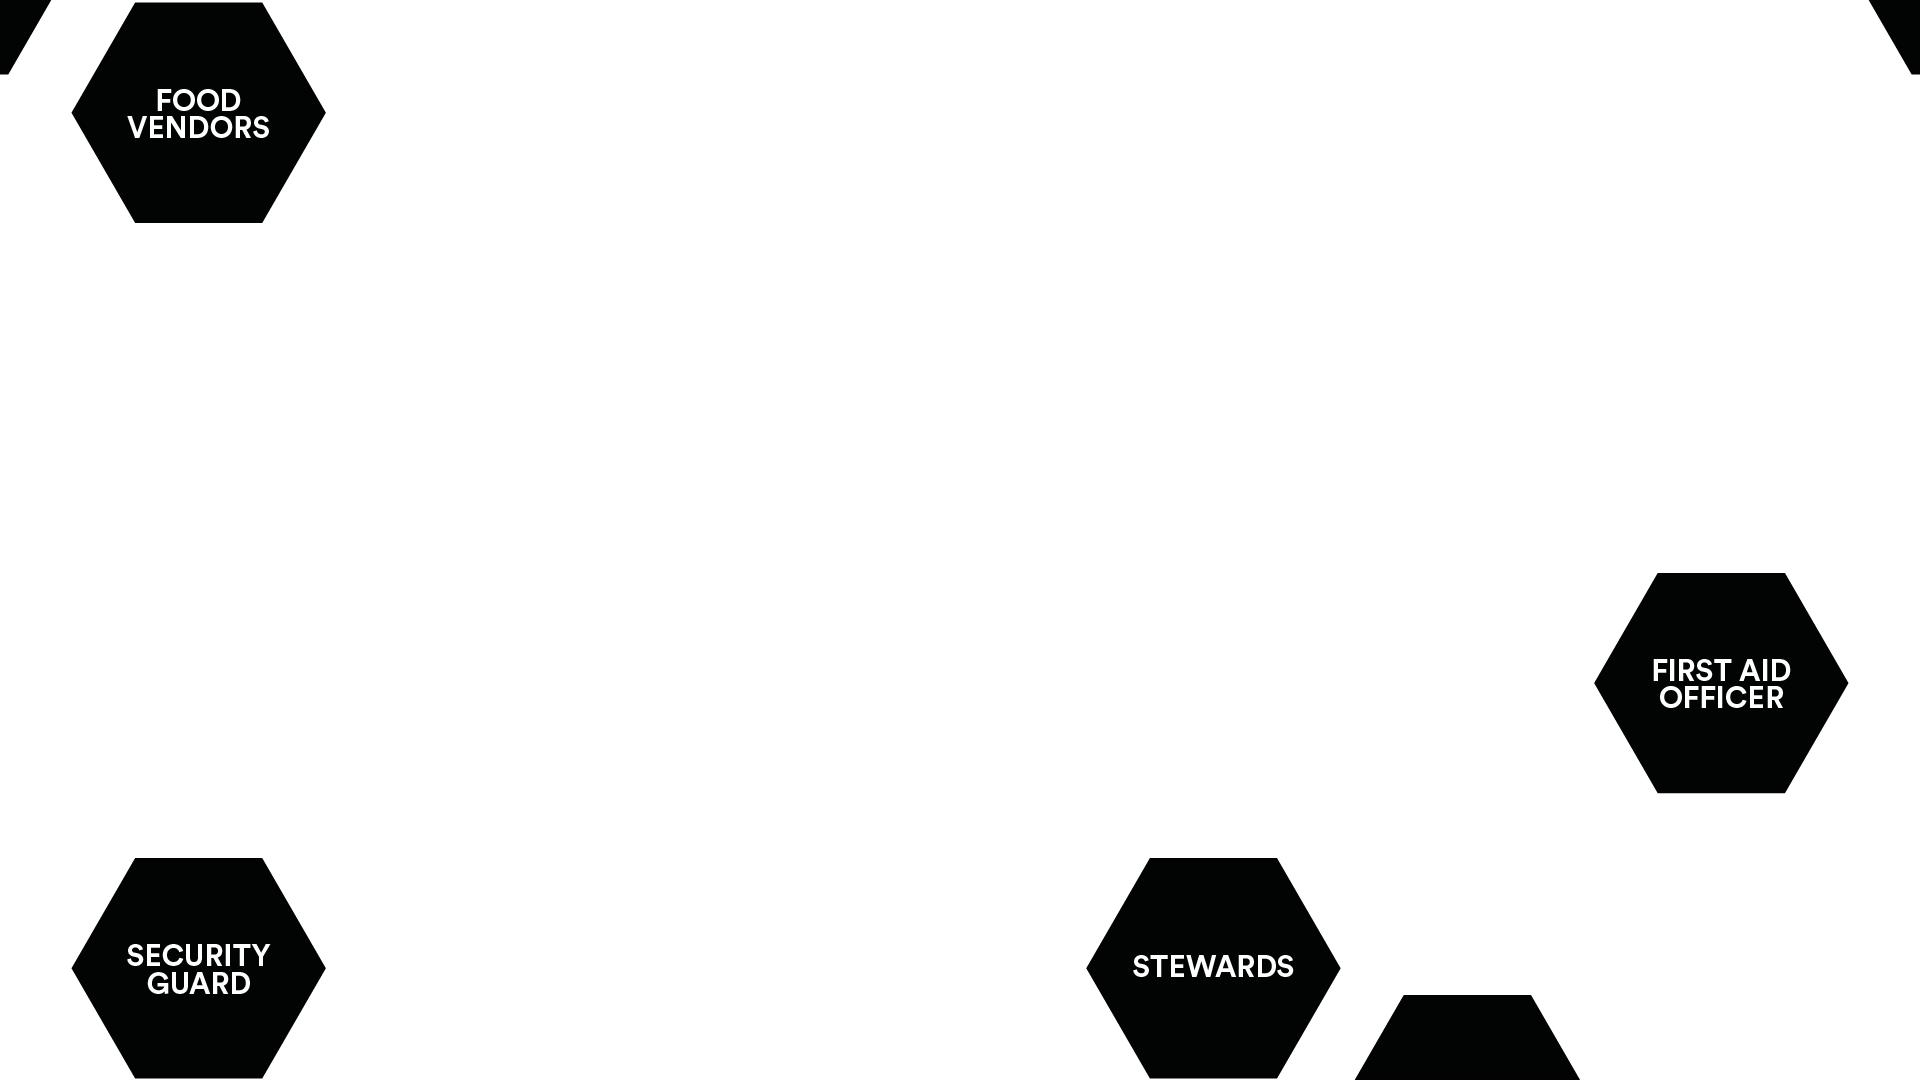 FOOD
VENDORS
FIRST AID
OFFICER
SECURITY
GUARD
STEWARDS